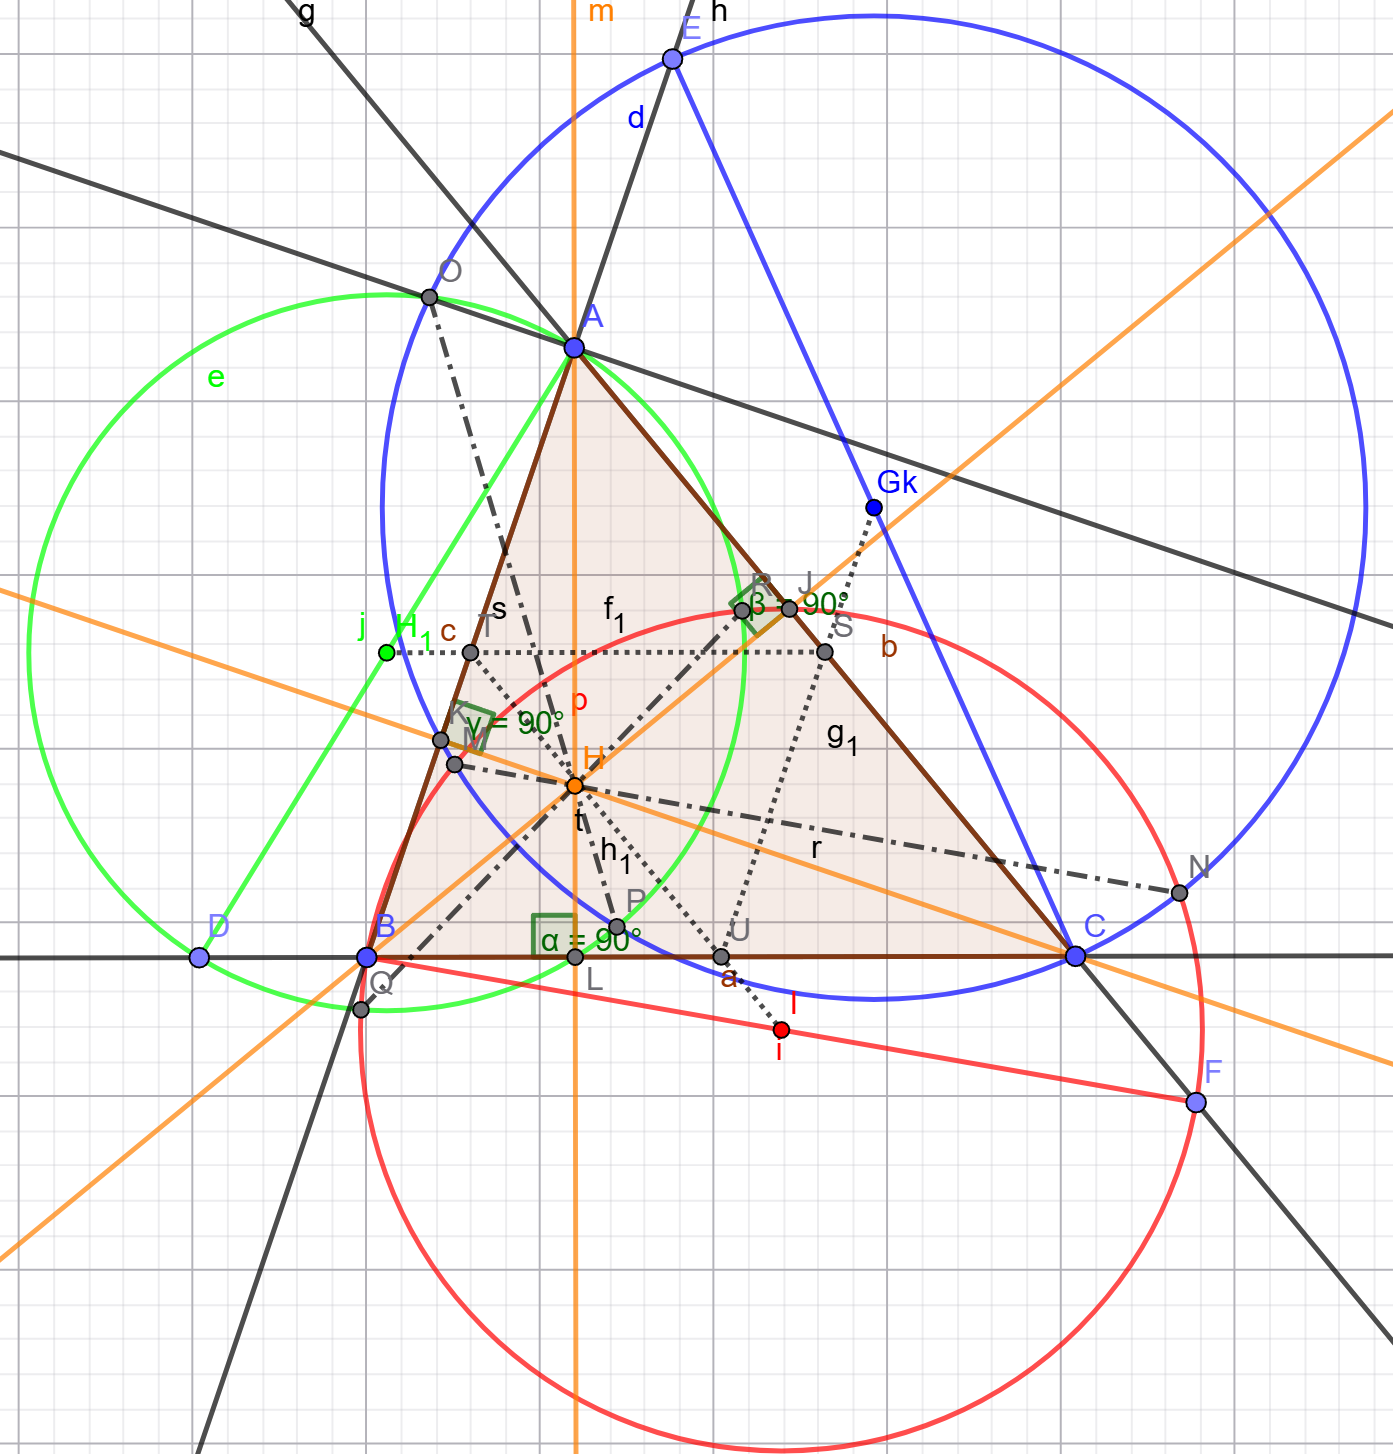 g
m
h
E
d
O
A
e
Gk
R
J
β = 90°
s
f₁
j
H₁
c
T
S
b
p
K
γ = 90°
M
g₁
H
t
h₁
r
N
P
D
B
U
C
α = 90°
L
a
Q
l
i
F